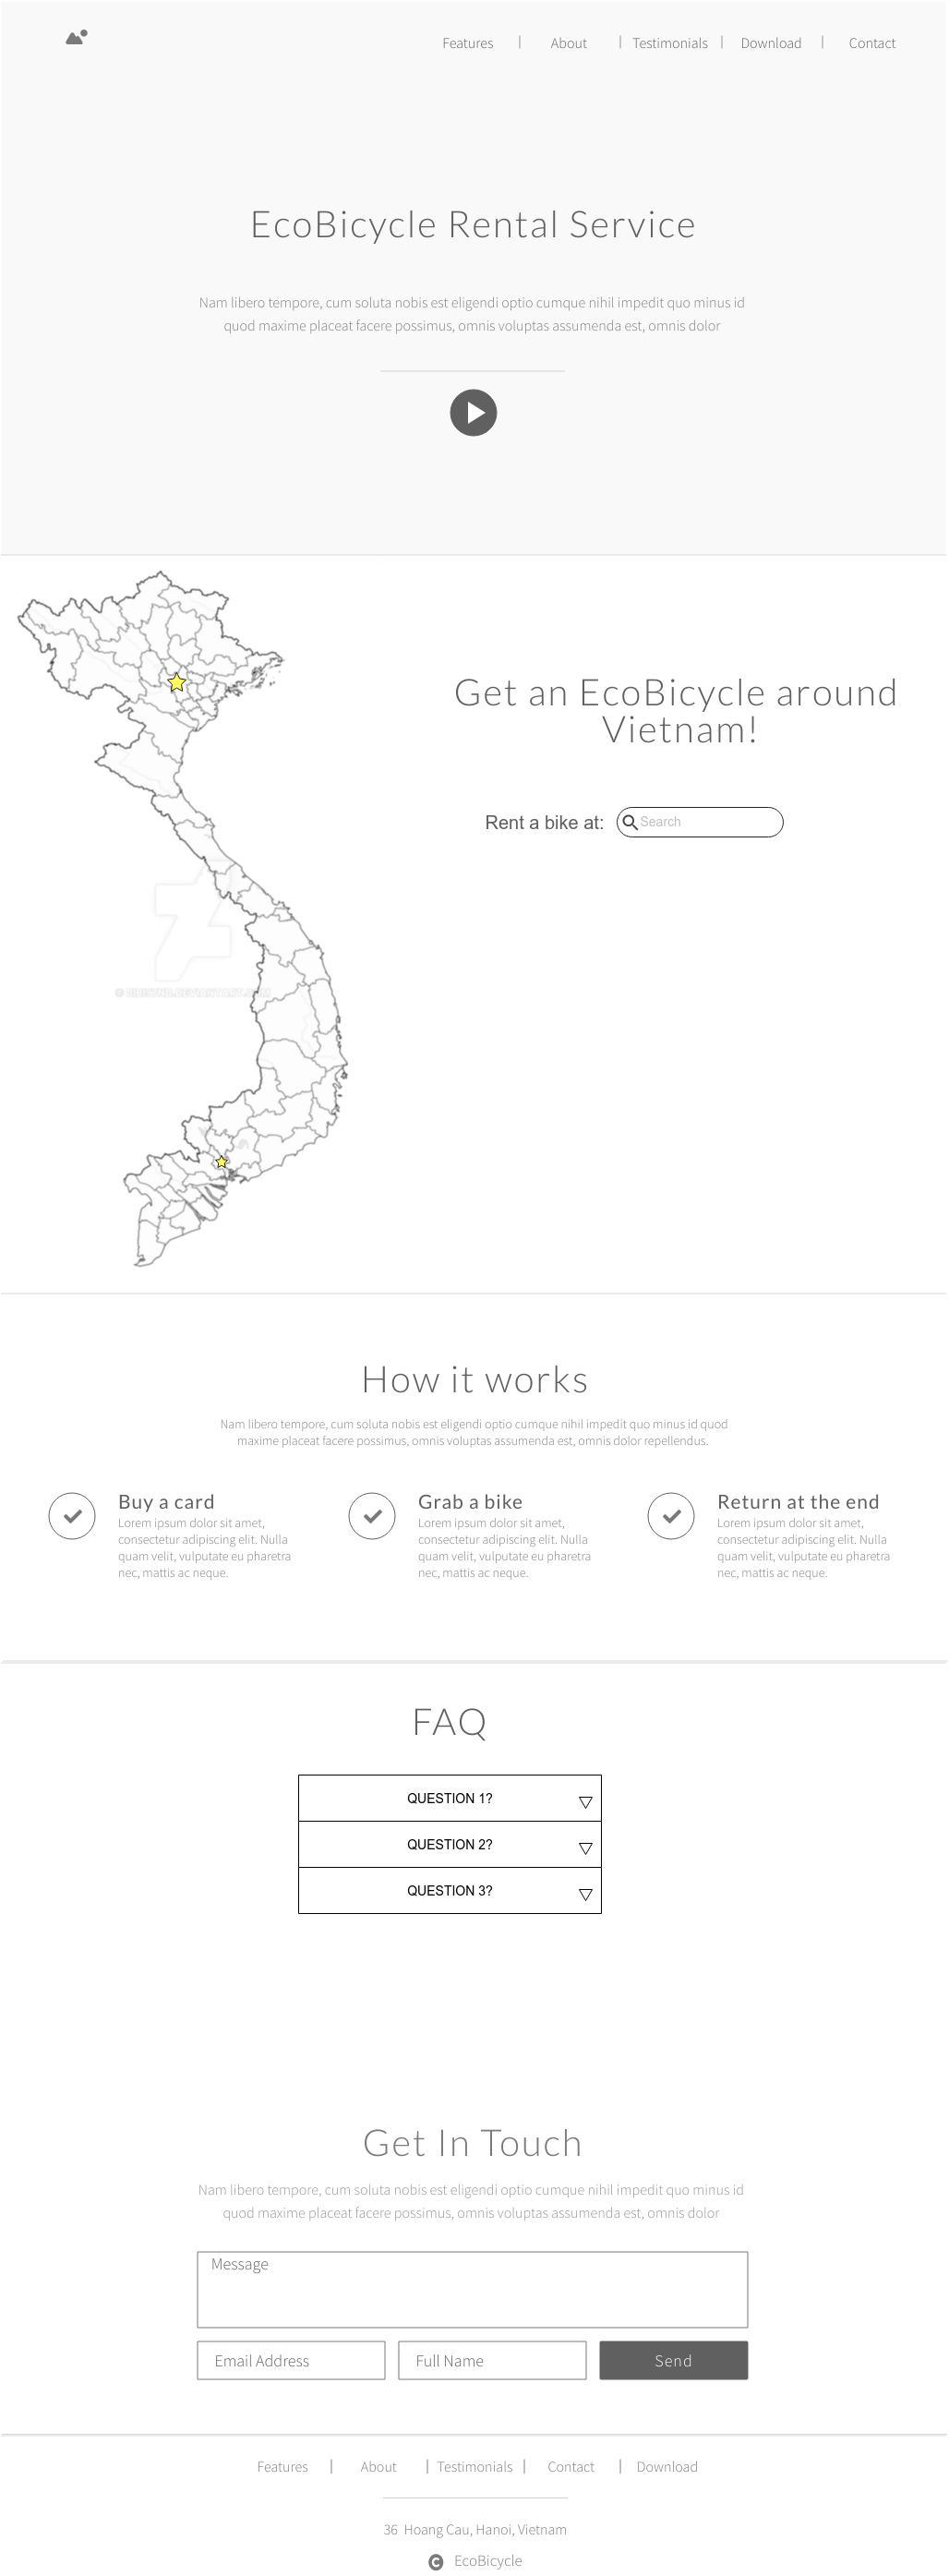 Features | About | Testimonials | Download | Contact
EcoBicycle Rental Service
Nam libero tempore, cum soluta nobis est eligendi optio cumque nihil impedit quo minus id
quod maxime placeat facere possimus, omnis voluptas assumenda est, omnis dolor
Get an EcoBicycle around
Vietnam!
Rent a bike at: Search
How it works
Nam libero tempore, cum soluta nobis est eligendi optio cumque nihil impedit quo minus id quod
maxime placeat facere possimus, omnis voluptas assumenda est, omnis dolor repellendus.
Buy a card
Lorem ipsum dolor sit amet,
consectetur adipiscing elit. Nulla
quam velit, vulputate eu pharetra
nec, mattis ac neque.
Grab a bike
Lorem ipsum dolor sit amet,
consectetur adipiscing elit. Nulla
quam velit, vulputate eu pharetra
nec, mattis ac neque.
Return at the end
Lorem ipsum dolor sit amet,
consectetur adipiscing elit. Nulla
quam velit, vulputate eu pharetra
nec, mattis ac neque.
FAQ
QUESTION 1?
QUESTION 2?
QUESTION 3?
Get In Touch
Nam libero tempore, cum soluta nobis est eligendi optio cumque nihil impedit quo minus id
quod maxime placeat facere possimus, omnis voluptas assumenda est, omnis dolor
Message
Email Address Full Name Send
Features | About | Testimonials | Contact | Download
36 Hoang Cau, Hanoi, Vietnam
© EcoBicycle